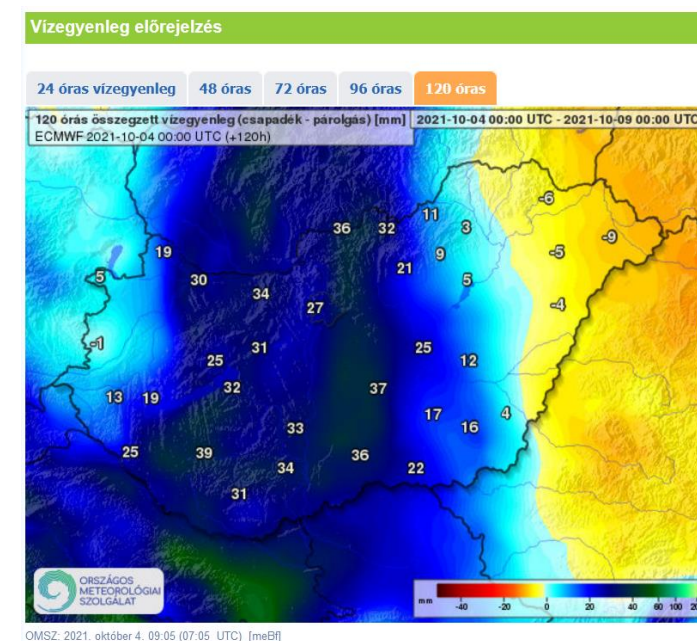 Vízegyenleg elõrejelzés
24 órás vízegyenleg 48 órás 72 órás 96 órás 120 órás
120 órás összegzett vízegyenleg (csapadék - párolgás) [mm] 2021-10-04 00:00 UTC - 2021-10-09 00:00 UTC
ECMWF 2021-10-04 00:00 UTC (+120h)
-6
11
36 32 3
-9
19 9 -5
21
5 30 5
34
27 -4
-1
31 25
25 12
32 37
13 19
17 4
33 16
25 39 36
34 22
31
ORSZÁGOS
METEOROLÓGIAI
SZOLGÁLAT
mm -40 -20 0 20 40 60 100 20
OMSZ: 2021. október 4. 09:05 (07:05 UTC) [meBf]